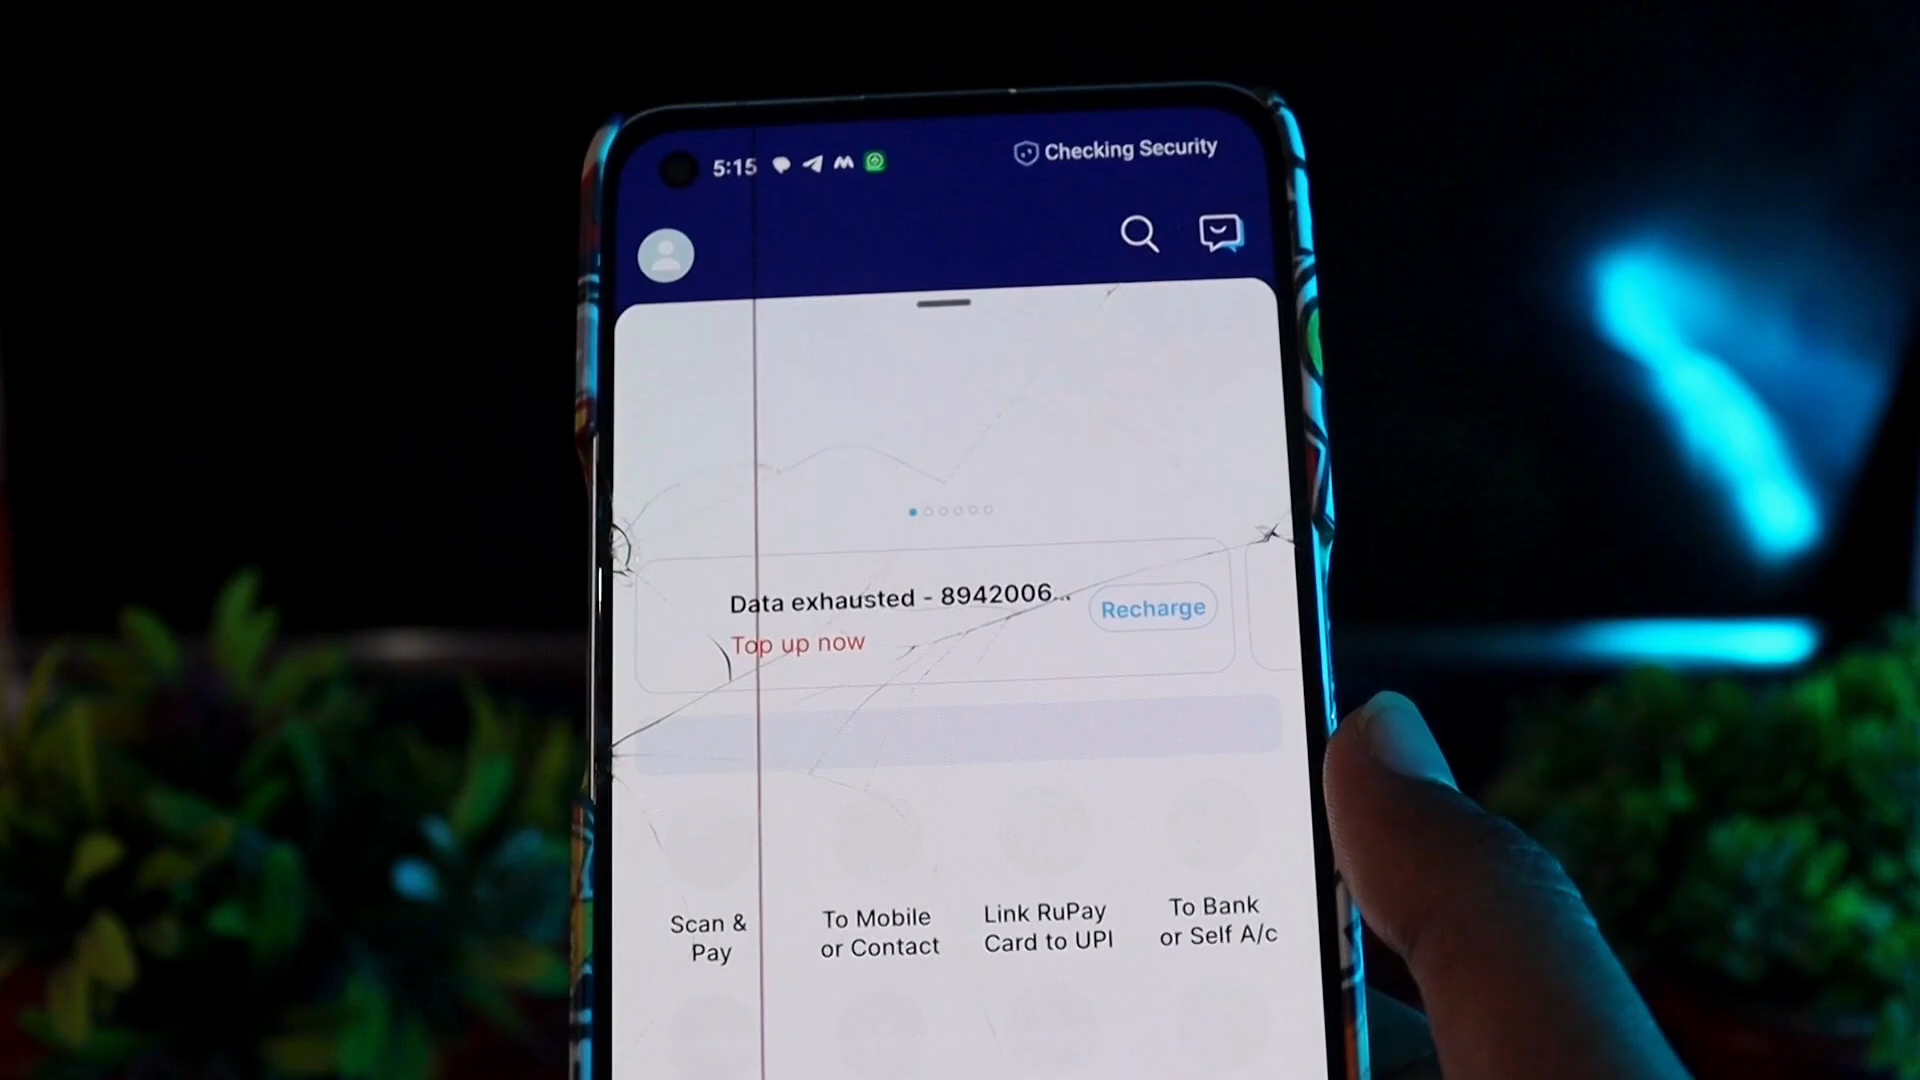 5:15
Checking Security
Data exhausted - 8942006...
Recharge
Top up now
Scan &
Pay
To Mobile
or Contact
Link RuPay
Card to UPI
To Bank
or Self A/c